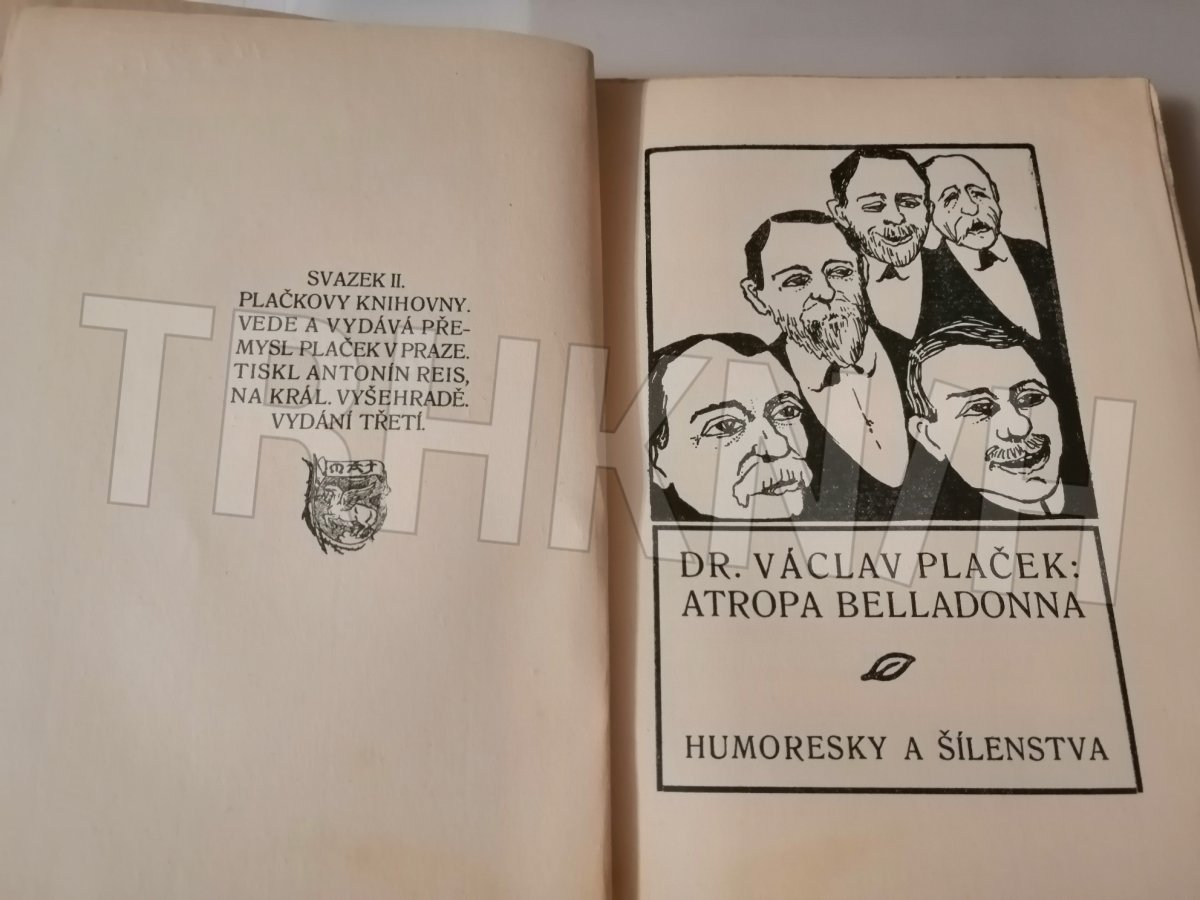 SVAZEK II.
PLAČKOVY KNIHOVNY.
VEDE A VYDÁVÁ PŘE-
MYSL PLAČEK V PRAZE.
TISKL ANTONÍN REIS,
NA KRÁL. VYŠEHRADĚ.
VYDÁNÍ TŘETÍ.
DR. VÁCLAV PLAČEK:
ATROPA BELLADONNA
HUMORESKY A ŠÍLENSTVA
TRHKNIH